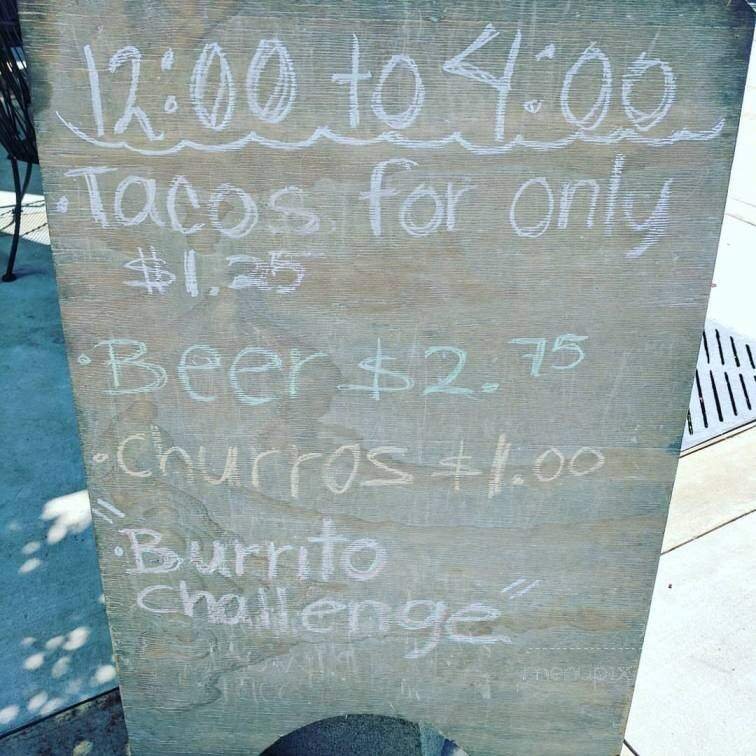 12:00 to 4:00
• Tacos for only
$1.25
• Beer $2.75
• Churros $1.00
"• Burrito
challenge"
menupix